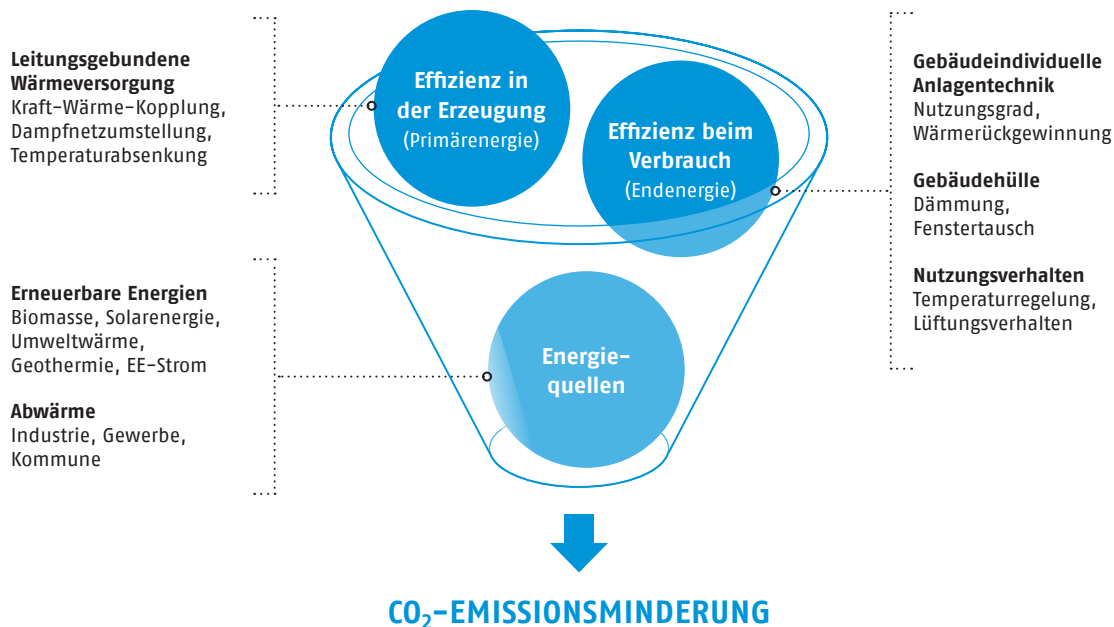 Leitungsgebundene
Wärmeversorgung
Kraft-Wärme-Kopplung,
Dampfnetzumstellung,
Temperaturabsenkung
Effizienz in
der Erzeugung
(Primärenergie)
Effizienz beim
Verbrauch
(Endenergie)
Gebäudeindividuelle
Anlagentechnik
Nutzungsgrad,
Wärmerückgewinnung
Gebäudehülle
Dämmung,
Fenstertausch
Nutzungsverhalten
Temperaturregelung,
Lüftungsverhalten
Erneuerbare Energien
Biomasse, Solarenergie,
Umweltwärme,
Geothermie, EE-Strom
Abwärme
Industrie, Gewerbe,
Kommune
Energie-
quellen
CO₂-EMISSIONSMINDERUNG